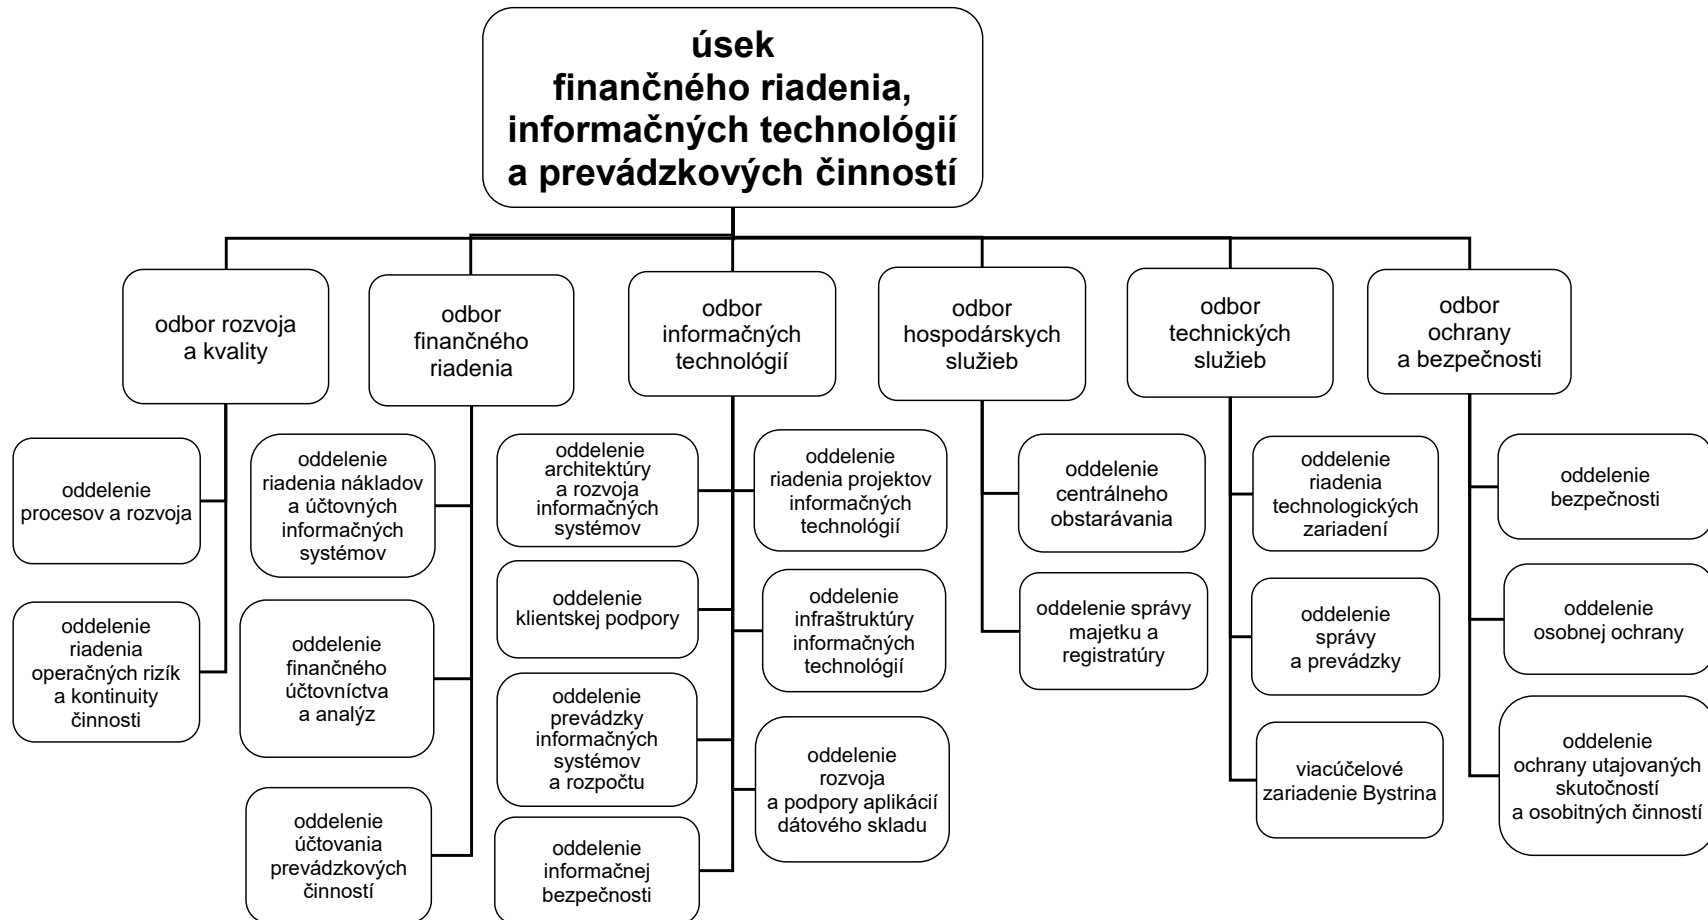 úsek
finančného riadenia,
informačných technológií
a prevádzkových činností
odbor rozvoja
a kvality
odbor
finančného
riadenia
odbor
informačných
technológií
odbor
hospodárskych
služieb
odbor
technických
služieb
odbor
ochrany
a bezpečnosti
oddelenie
procesov a rozvoja
oddelenie
riadenia
operačných rizík
a kontinuity
činnosti
oddelenie
riadenia nákladov
a účtovných
informačných
systémov
oddelenie
finančného
účtovníctva
a analýz
oddelenie
účtovania
prevádzkových
činností
oddelenie
architektúry
a rozvoja
informačných
systémov
oddelenie
klientskej podpory
oddelenie
prevádzky
informačných
systémov
a rozpočtu
oddelenie
informačnej
bezpečnosti
oddelenie
riadenia projektov
informačných
technológií
oddelenie
infraštruktúry
informačných
technológií
oddelenie
rozvoja
a podpory aplikácií
dátového skladu
oddelenie
centrálneho
obstarávania
oddelenie správy
majetku a
registratúry
oddelenie
riadenia
technologických
zariadení
oddelenie
správy
a prevádzky
viacúčelové
zariadenie Bystrina
oddelenie
bezpečnosti
oddelenie
osobnej ochrany
oddelenie
ochrany utajovaných
skutočností
a osobitných činností